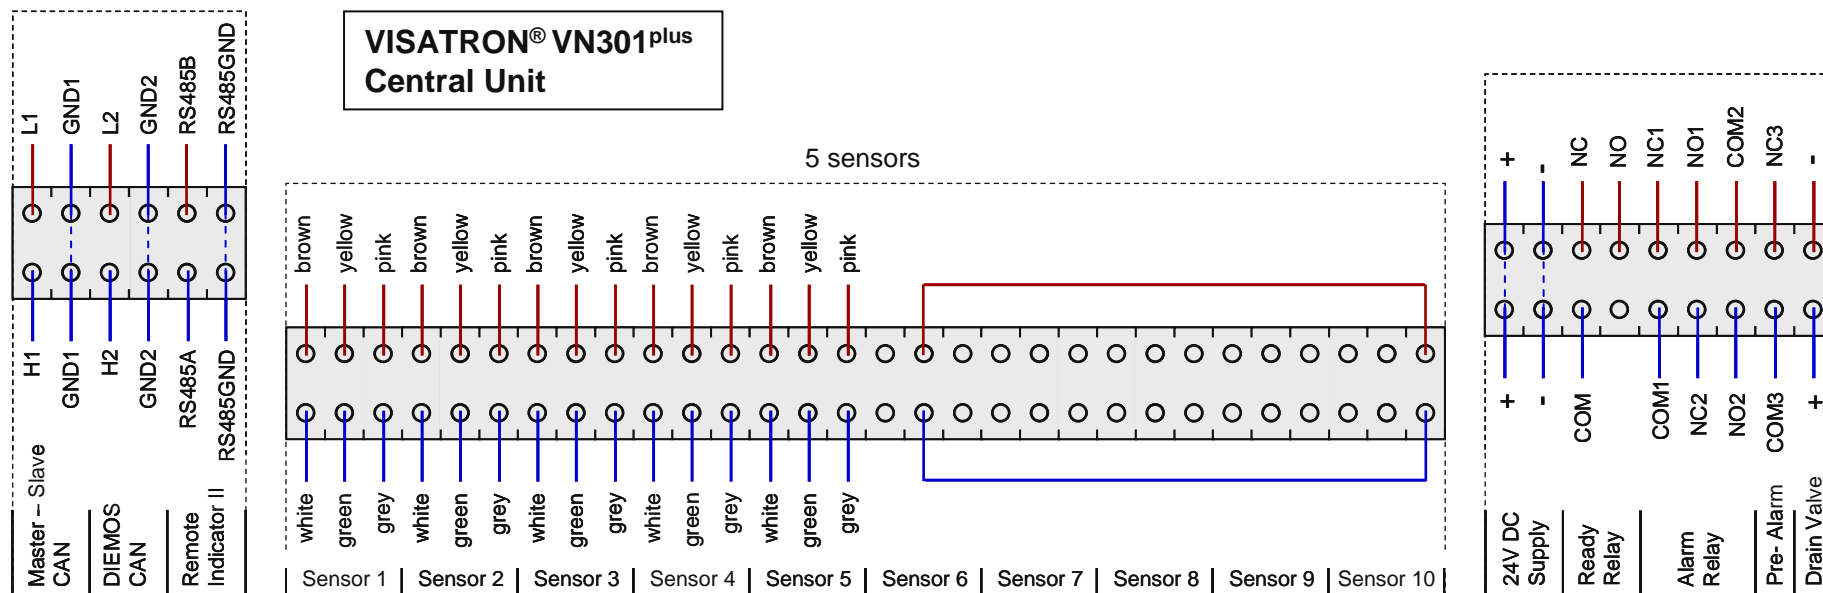 VISATRON® VN301plus
Central Unit
5 sensors
L1
GND1
L2
GND2
RS485B
RS485GND
H1
GND1
H2
GND2
RS485A
RS485GND
Master – Slave
CAN
DIEMOS
CAN
Remote
Indicator II
brown
yellow
pink
brown
yellow
pink
brown
yellow
pink
brown
yellow
pink
brown
yellow
pink
white
green
grey
white
green
grey
white
green
grey
white
green
grey
white
green
grey
Sensor 1
Sensor 2
Sensor 3
Sensor 4
Sensor 5
Sensor 6
Sensor 7
Sensor 8
Sensor 9
Sensor 10
+
-
NC
NO
NC1
NO1
COM2
NC3
-
+
-
COM
COM1
NC2
NO2
COM3
+
24V DC
Supply
Ready
Relay
Alarm
Relay
Pre- Alarm
Drain Valve